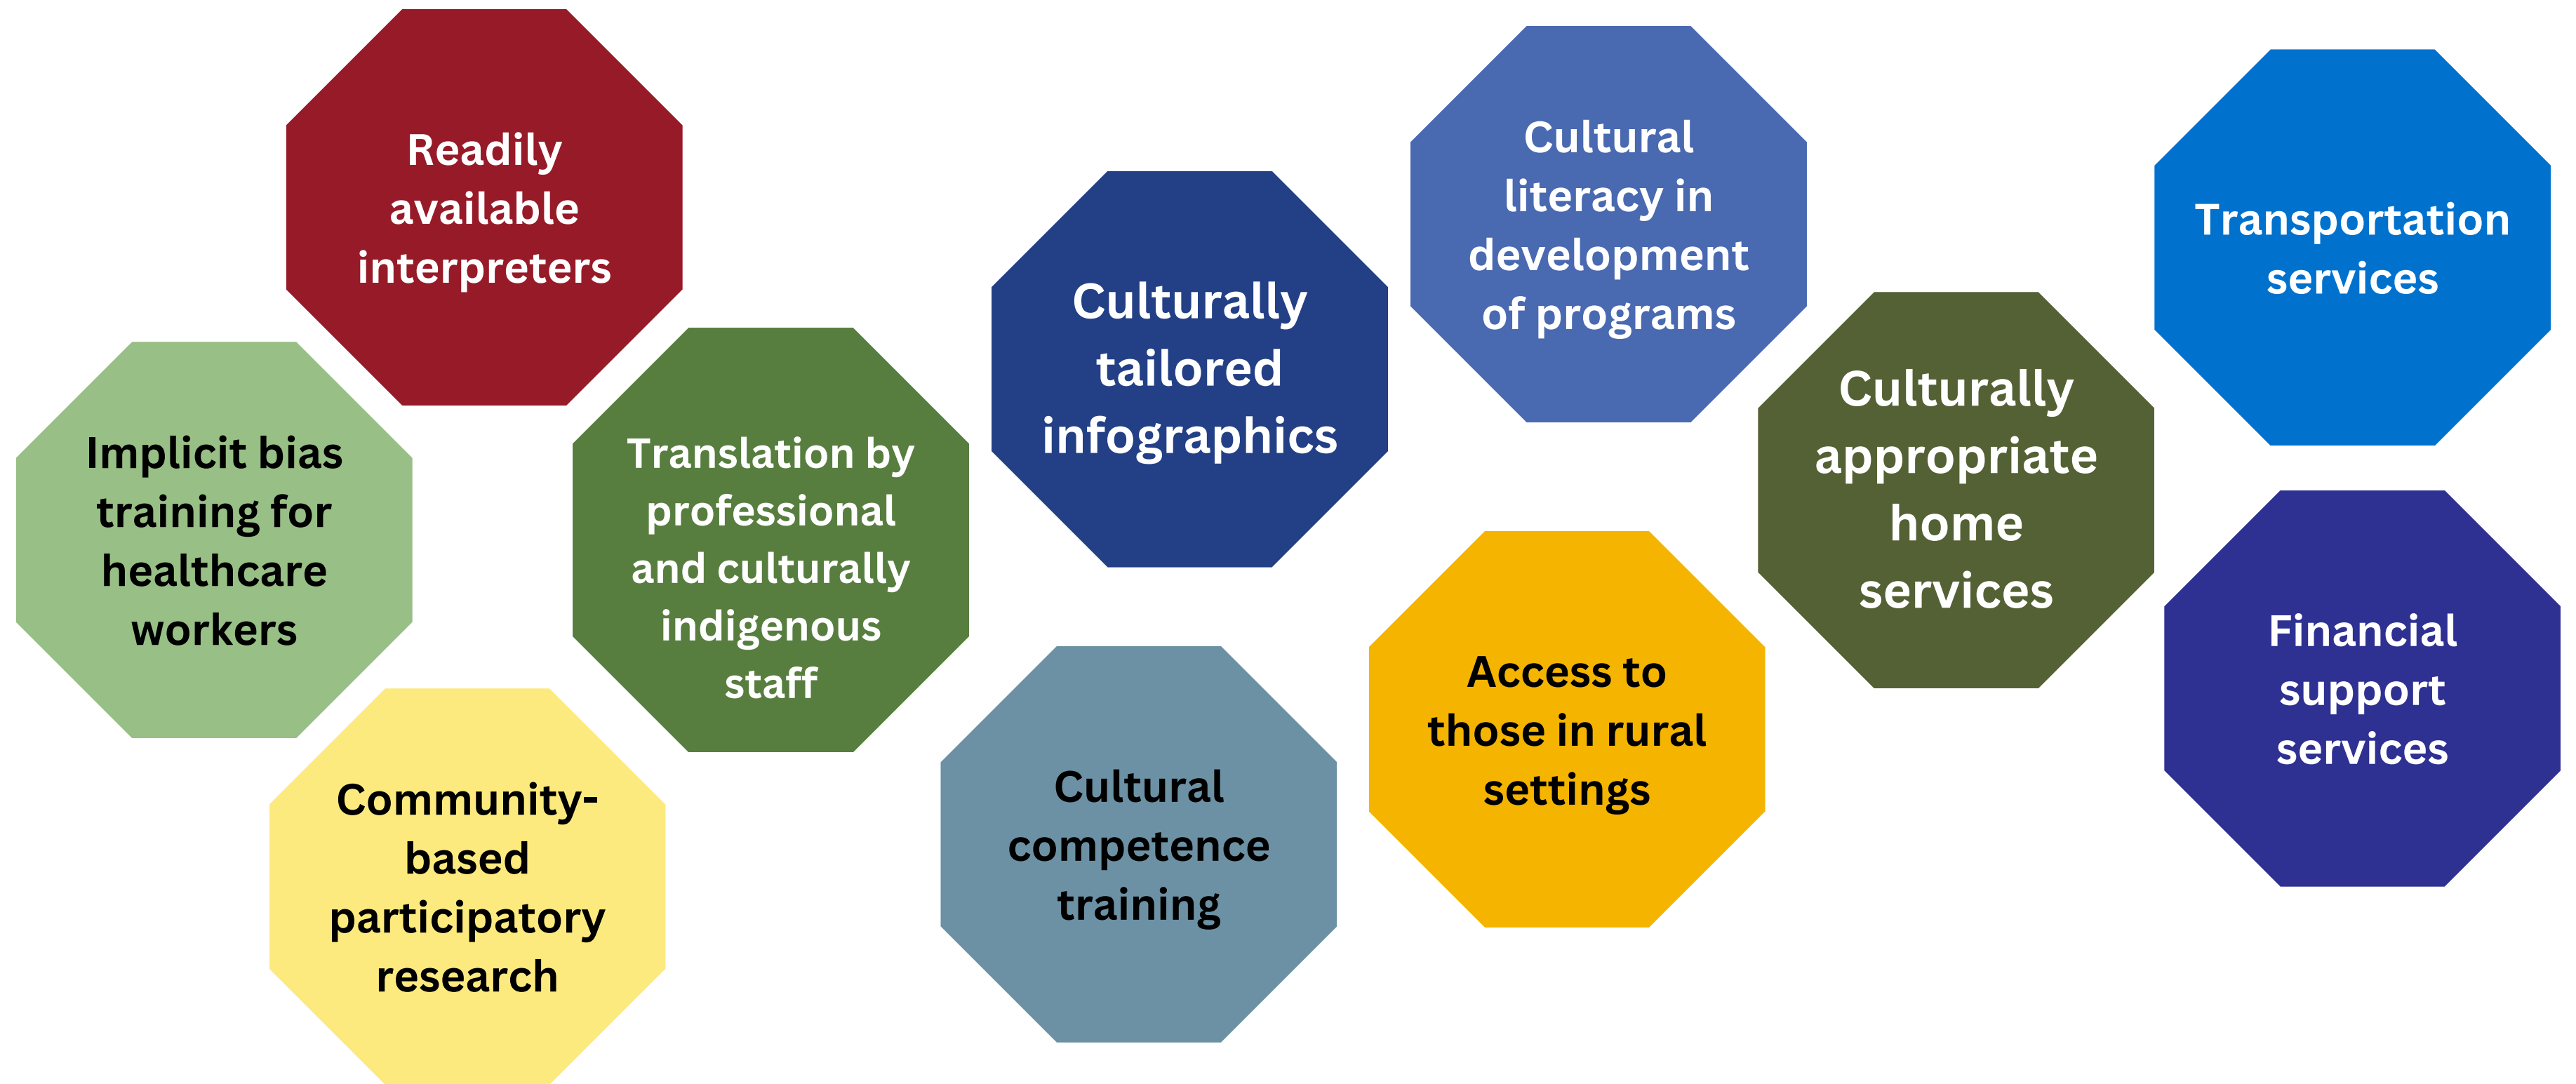 Readily
available
interpreters
Implicit bias
training for
healthcare
workers
Translation by
professional
and culturally
indigenous
staff
Community-
based
participatory
research
Culturally
tailored
infographics
Cultural
competence
training
Cultural
literacy in
development
of programs
Access to
those in rural
settings
Culturally
appropriate
home
services
Transportation
services
Financial
support
services